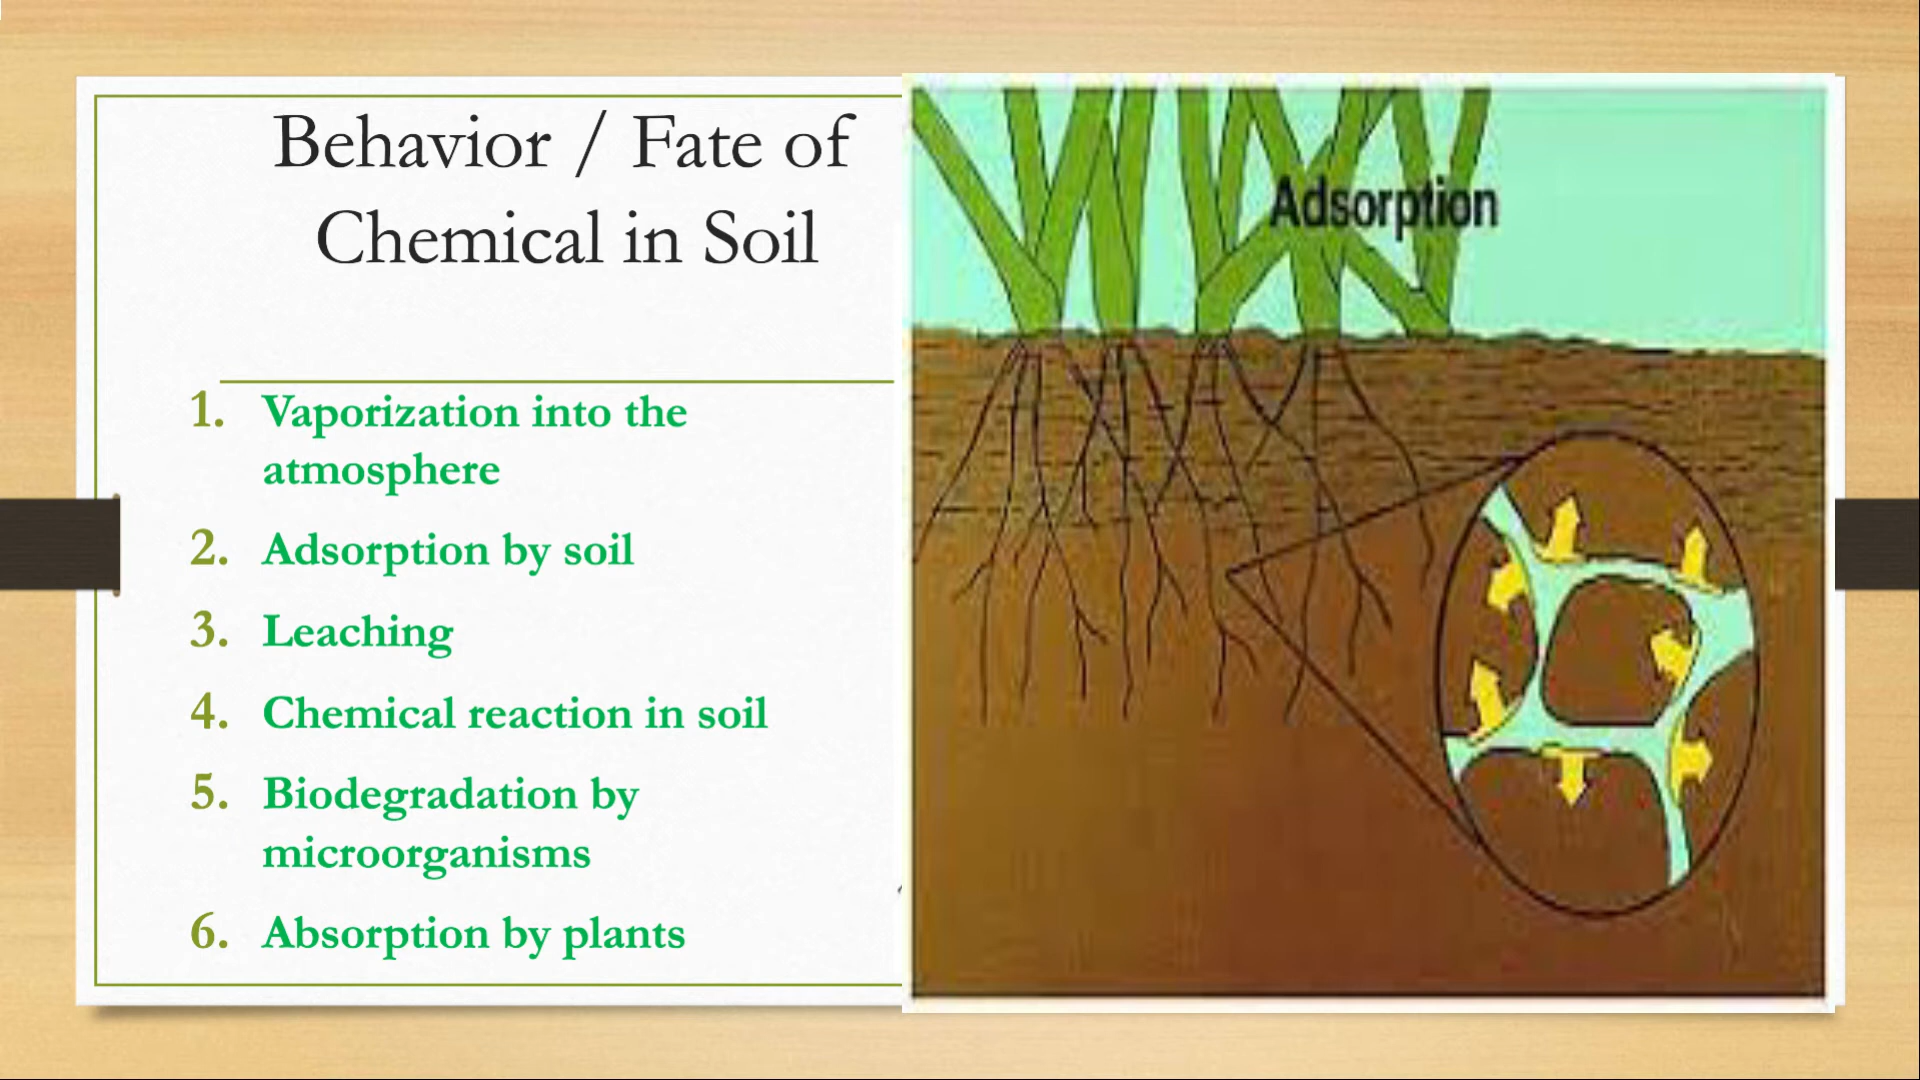 Behavior / Fate of
Chemical in Soil
1. Vaporization into the
atmosphere
2. Adsorption by soil
3. Leaching
4. Chemical reaction in soil
5. Biodegradation by
microorganisms
6. Absorption by plants
Adsorption